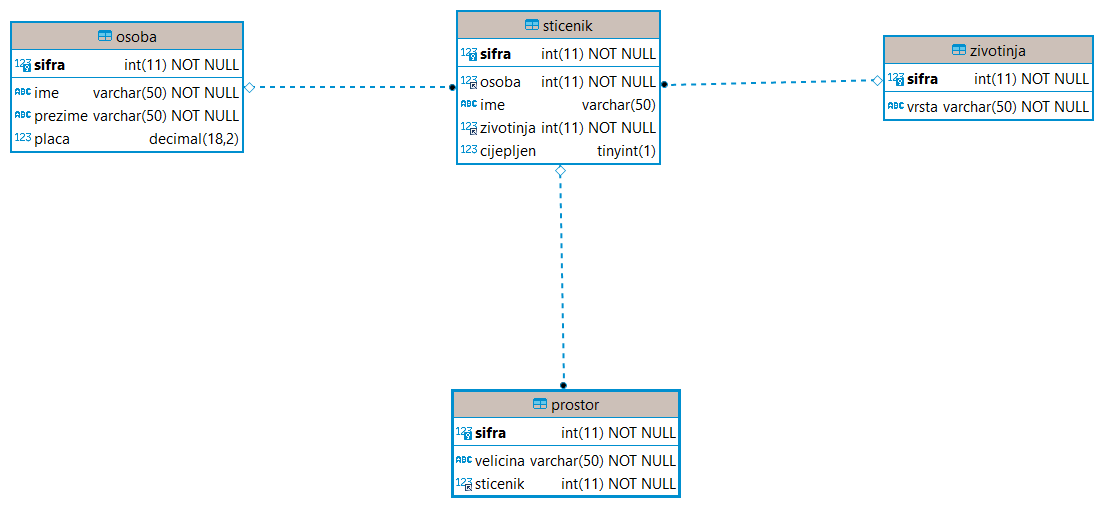 osoba
123 sifra int(11) NOT NULL
ABC ime varchar(50) NOT NULL
ABC prezime varchar(50) NOT NULL
123 placa decimal(18,2)
sticenik
123 sifra int(11) NOT NULL
123 osoba int(11) NOT NULL
ABC ime varchar(50)
123 zivotinja int(11) NOT NULL
123 cijepljen tinyint(1)
zivotinja
123 sifra int(11) NOT NULL
ABC vrsta varchar(50) NOT NULL
prostor
123 sifra int(11) NOT NULL
ABC velicina varchar(50) NOT NULL
123 sticenik int(11) NOT NULL